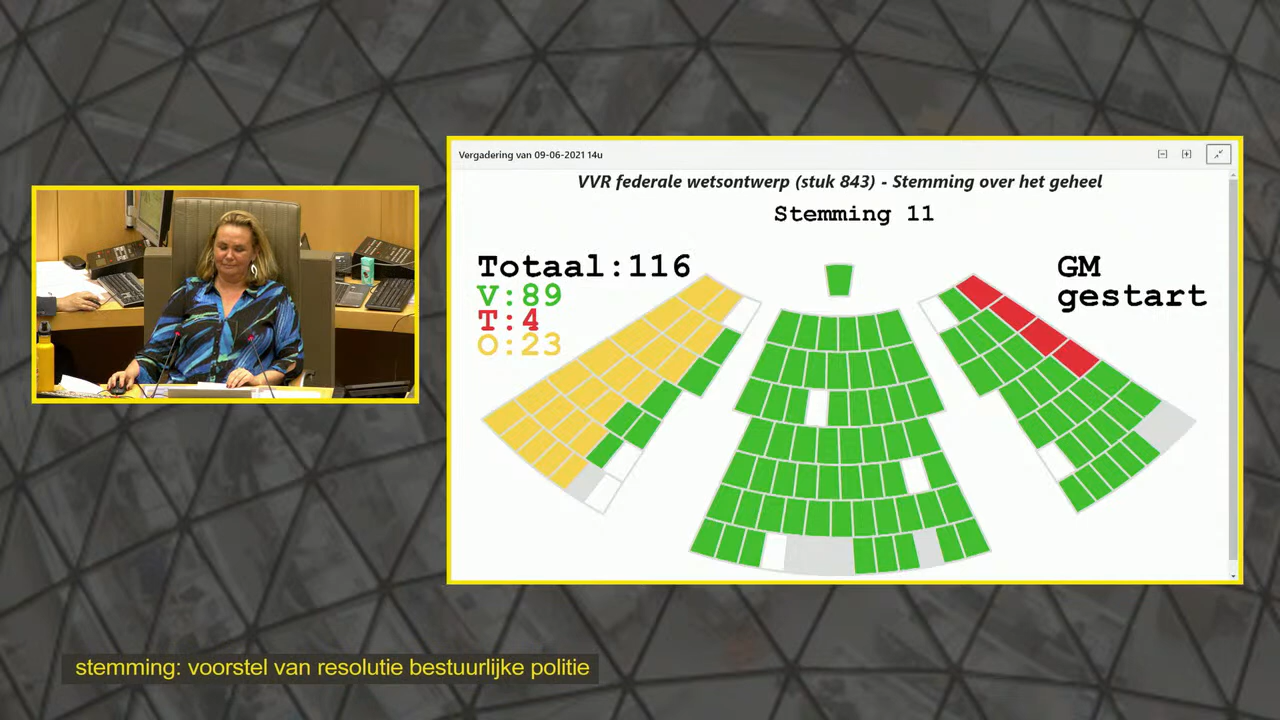 Vergadering van 09-06-2021 14u
VVR federale wetsontwerp (stuk 843) - Stemming over het geheel
Stemming 11
Totaal:116
V:89
T:4
O:23
GM
gestart
stemming: voorstel van resolutie bestuurlijke politie